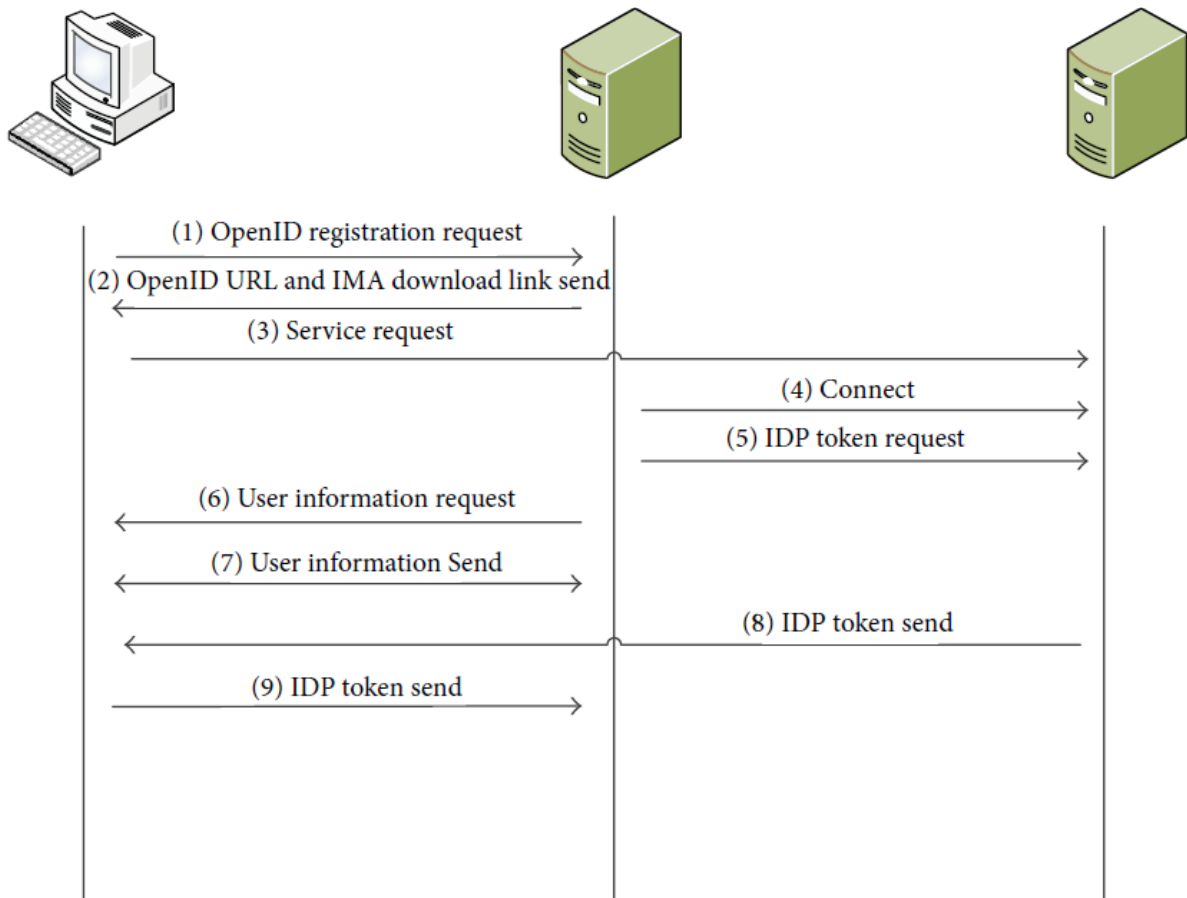 (1) OpenID registration request
(2) OpenID URL and IMA download link send
(3) Service request
(4) Connect
(5) IDP token request
(6) User information request
(7) User information Send
(8) IDP token send
(9) IDP token send